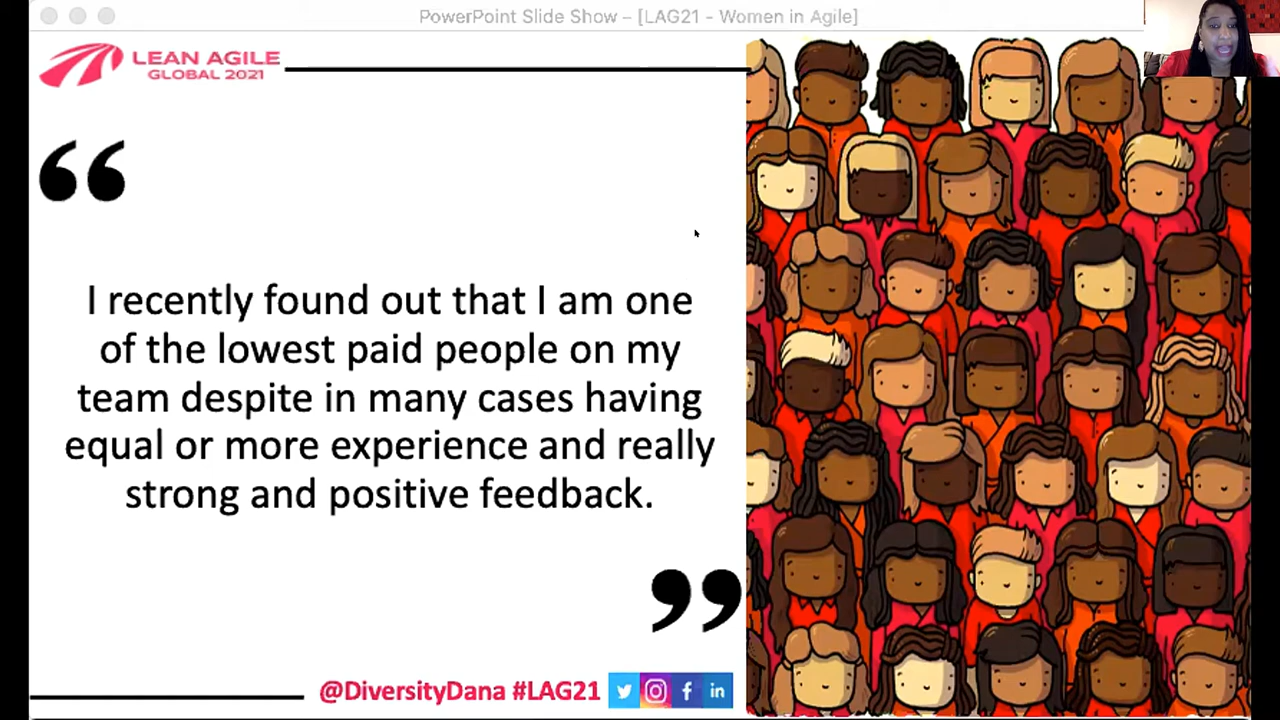 PowerPoint Slide Show – [LAG21 - Women in Agile]
LEAN AGILE
GLOBAL 2021
“
I recently found out that I am one
of the lowest paid people on my
team despite in many cases having
equal or more experience and really
strong and positive feedback.
”
@DiversityDana #LAG21